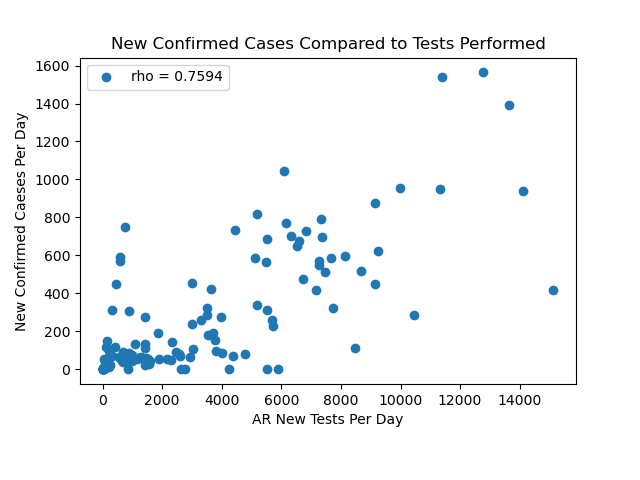 New Confirmed Cases Compared to Tests Performed
rho = 0.7594
New Confirmed Caeses Per Day
1600
1400
1200
1000
800
600
400
200
0
0 2000 4000 6000 8000 10000 12000 14000
AR New Tests Per Day